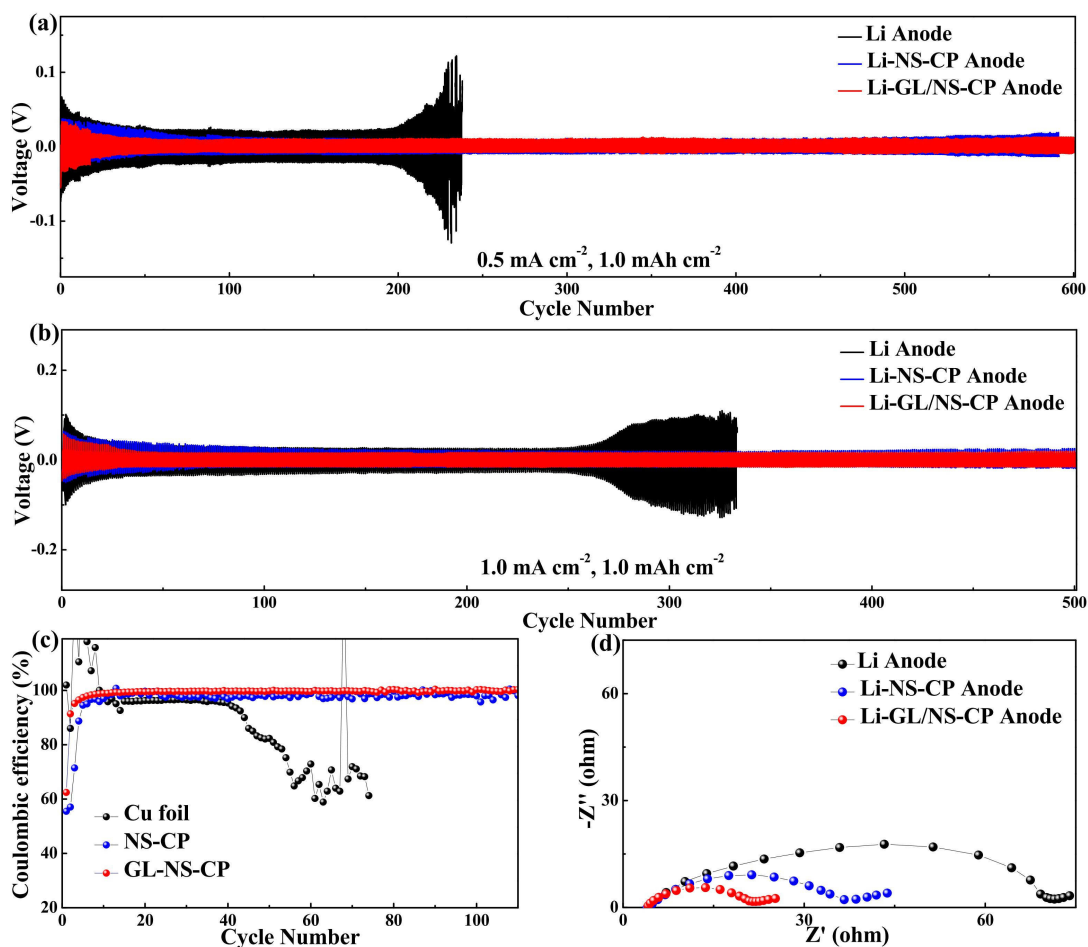 (a)
Li Anode
Li-NS-CP Anode
Li-GL/NS-CP Anode
0.1
0.0
-0.1
Voltage (V)
0.5 mA cm⁻², 1.0 mAh cm⁻²
0 100 200 300 400 500 600
Cycle Number
(b)
Li Anode
Li-NS-CP Anode
Li-GL/NS-CP Anode
0.2
0.0
-0.2
Voltage (V)
1.0 mA cm⁻², 1.0 mAh cm⁻²
0 100 200 300 400 500
Cycle Number
(c)
100
80
60
40
20
Coulombic efficiency (%)
Cu foil
NS-CP
GL-NS-CP
0 20 40 60 80 100
Cycle Number
(d)
Li Anode
Li-NS-CP Anode
Li-GL/NS-CP Anode
60
30
0
-Z'' (ohm)
0 30 60
Z' (ohm)